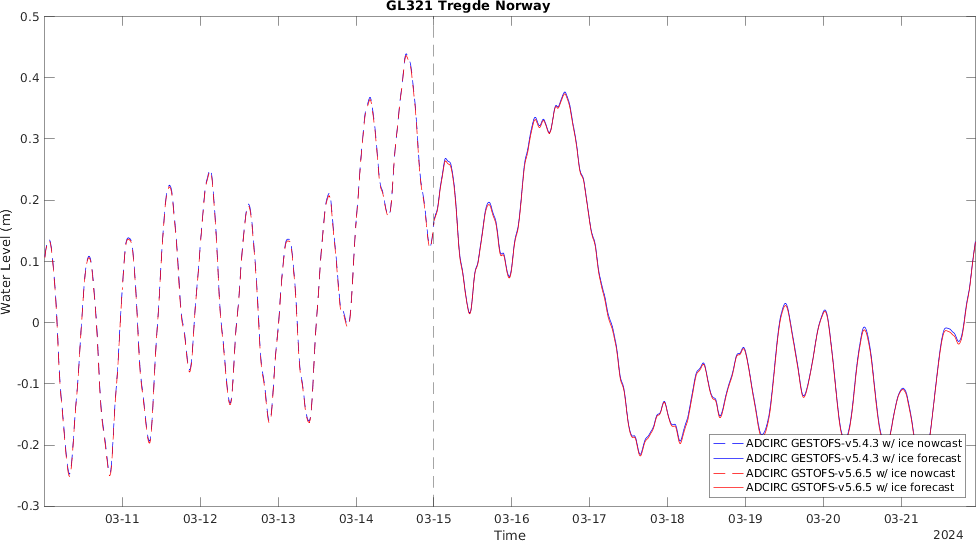 GL321 Tregde Norway
0.5
0.4
0.3
0.2
0.1
0
-0.1
-0.2
-0.3
Water Level (m)
ADCIRC GESTOFS-v5.4.3 w/ ice nowcast
ADCIRC GESTOFS-v5.4.3 w/ ice forecast
ADCIRC GSTOFS-v5.6.5 w/ ice nowcast
ADCIRC GSTOFS-v5.6.5 w/ ice forecast
03-11 03-12 03-13 03-14 03-15 03-16 03-17 03-18 03-19 03-20 03-21
Time
2024